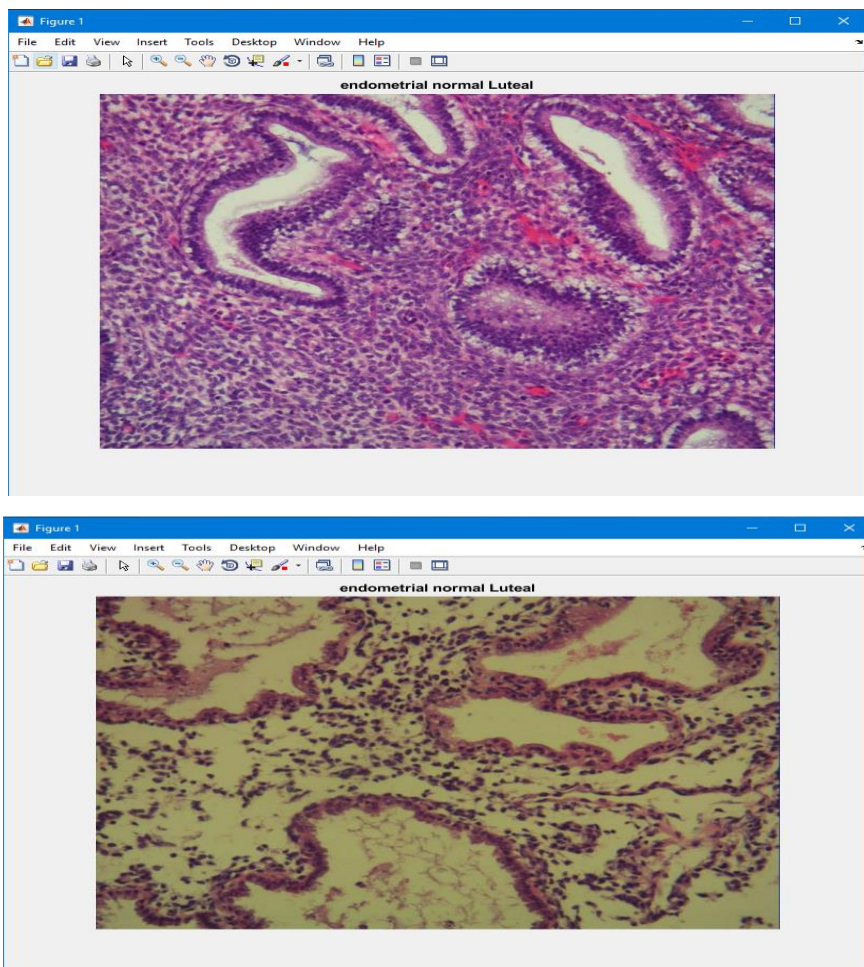 Figure 1
File Edit View Insert Tools Desktop Window Help
endometrial normal Luteal
Figure 1
File Edit View Insert Tools Desktop Window Help
endometrial normal Luteal